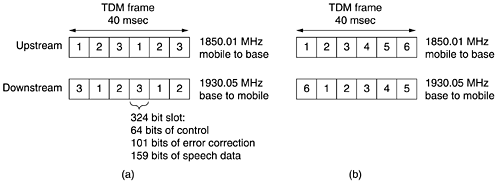 TDM frame
40 msec
Upstream 1 2 3 1 2 3 1850.01 MHz
mobile to base
Downstream 3 1 2 3 1 2 1930.05 MHz
base to mobile
324 bit slot:
64 bits of control
101 bits of error correction
159 bits of speech data
(a)
TDM frame
40 msec
1 2 3 4 5 6 1850.01 MHz
mobile to base
6 1 2 3 4 5 1930.05 MHz
base to mobile
(b)